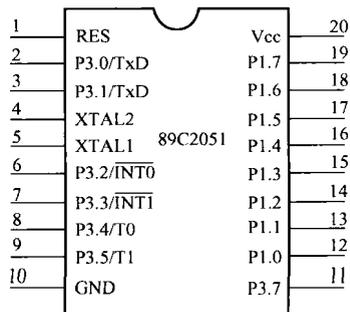 1 RES Vcc 20
2 P3.0/TxD P1.7 19
3 P3.1/TxD P1.6 18
4 XTAL2 P1.5 17
5 XTAL1 89C2051 P1.4 16
6 P3.2/INT0 P1.3 15
7 P3.3/INT1 P1.2 14
8 P3.4/T0 P1.1 13
9 P3.5/T1 P1.0 12
10 GND P3.7 11